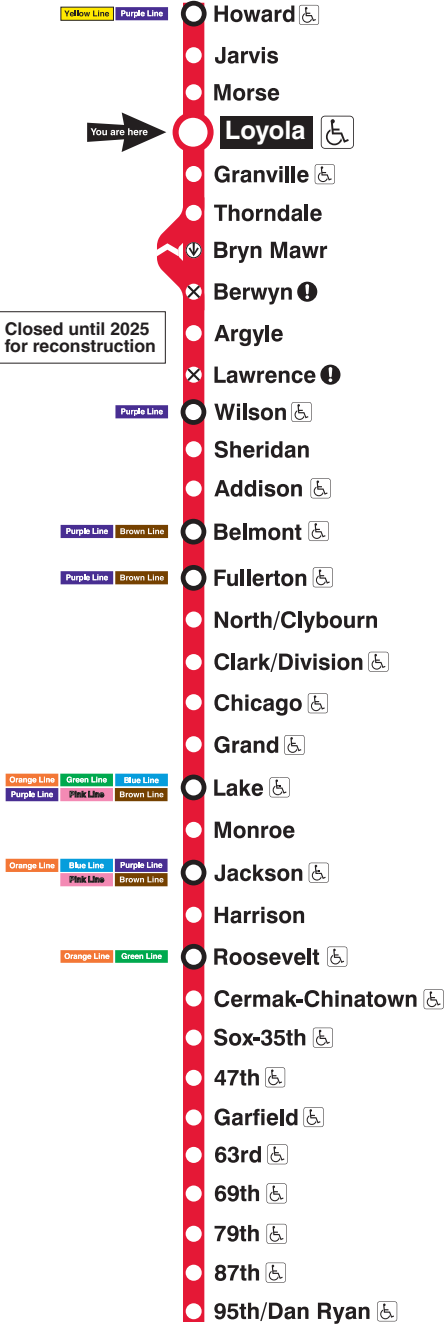 Yellow Line Purple Line Howard
Jarvis
Morse
You are here Loyola
Granville
Thorndale
Bryn Mawr
Berwyn !
Closed until 2025
for reconstruction
Argyle
Lawrence !
Purple Line Wilson
Sheridan
Addison
Purple Line Brown Line Belmont
Purple Line Brown Line Fullerton
North/Clybourn
Clark/Division
Chicago
Grand
Orange Line Green Line Blue Line
Purple Line Pink Line Brown Line
Lake
Monroe
Orange Line Blue Line Purple Line
Pink Line Brown Line
Jackson
Harrison
Orange Line Green Line Roosevelt
Cermak-Chinatown
Sox-35th
47th
Garfield
63rd
69th
79th
87th
95th/Dan Ryan